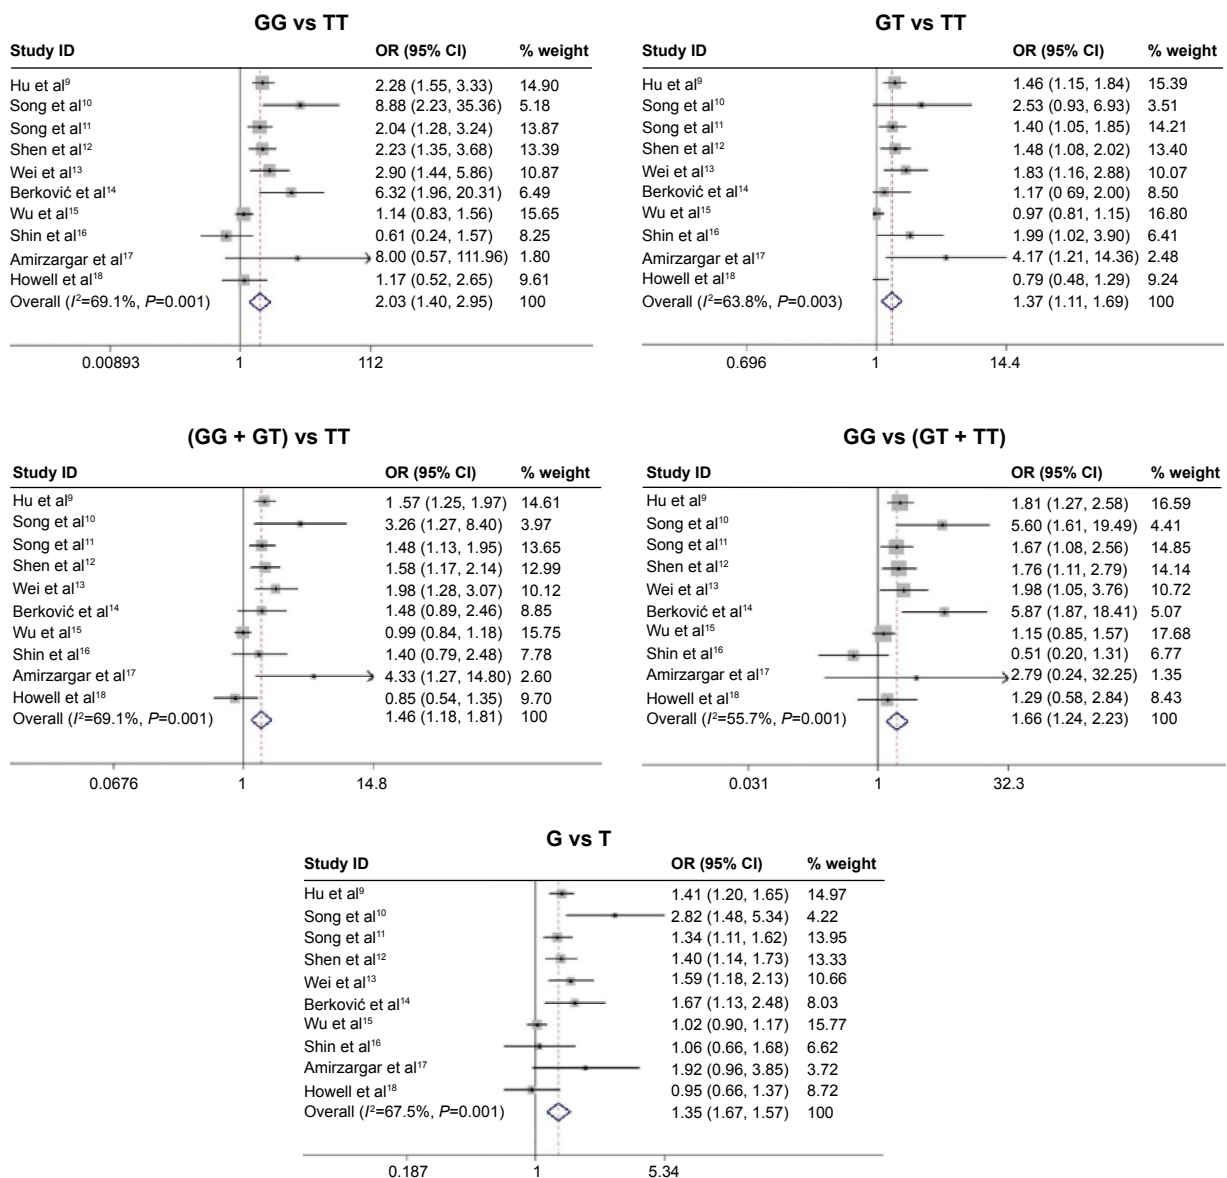 GG vs TT
Study ID OR (95% CI) % weight
Hu et al⁹ 2.28 (1.55, 3.33) 14.90
Song et al¹⁰ 8.88 (2.23, 35.36) 5.18
Song et al¹¹ 2.04 (1.28, 3.24) 13.87
Shen et al¹² 2.23 (1.35, 3.68) 13.39
Wei et al¹³ 2.90 (1.44, 5.86) 10.87
Berković et al¹⁴ 6.32 (1.96, 20.31) 6.49
Wu et al¹⁵ 1.14 (0.83, 1.56) 15.65
Shin et al¹⁶ 0.61 (0.24, 1.57) 8.25
Amirzargar et al¹⁷ 8.00 (0.57, 111.96) 1.80
Howell et al¹⁸ 1.17 (0.52, 2.65) 9.61
Overall (I²=69.1%, P=0.001) 2.03 (1.40, 2.95) 100
0.00893 1 112
GT vs TT
Study ID OR (95% CI) % weight
Hu et al⁹ 1.46 (1.15, 1.84) 15.39
Song et al¹⁰ 2.53 (0.93, 6.93) 3.51
Song et al¹¹ 1.40 (1.05, 1.85) 14.21
Shen et al¹² 1.48 (1.08, 2.02) 13.40
Wei et al¹³ 1.83 (1.16, 2.88) 10.07
Berković et al¹⁴ 1.17 (0 69, 2.00) 8.50
Wu et al¹⁵ 0.97 (0.81, 1.15) 16.80
Shin et al¹⁶ 1.99 (1.02, 3.90) 6.41
Amirzargar et al¹⁷ 4.17 (1.21, 14.36) 2.48
Howell et al¹⁸ 0.79 (0.48, 1.29) 9.24
Overall (I²=63.8%, P=0.003) 1.37 (1.11, 1.69) 100
0.696 1 14.4
(GG + GT) vs TT
Study ID OR (95% CI) % weight
Hu et al⁹ 1 .57 (1.25, 1.97) 14.61
Song et al¹⁰ 3.26 (1.27, 8.40) 3.97
Song et al¹¹ 1.48 (1.13, 1.95) 13.65
Shen et al¹² 1.58 (1.17, 2.14) 12.99
Wei et al¹³ 1.98 (1.28, 3.07) 10.12
Berković et al¹⁴ 1.48 (0.89, 2.46) 8.85
Wu et al¹⁵ 0.99 (0.84, 1.18) 15.75
Shin et al¹⁶ 1.40 (0.79, 2.48) 7.78
Amirzargar et al¹⁷ 4.33 (1.27, 14.80) 2.60
Howell et al¹⁸ 0.85 (0.54, 1.35) 9.70
Overall (I²=69.1%, P=0.001) 1.46 (1.18, 1.81) 100
0.0676 1 14.8
GG vs (GT + TT)
Study ID OR (95% CI) % weight
Hu et al⁹ 1.81 (1.27, 2.58) 16.59
Song et al¹⁰ 5.60 (1.61, 19.49) 4.41
Song et al¹¹ 1.67 (1.08, 2.56) 14.85
Shen et al¹² 1.76 (1.11, 2.79) 14.14
Wei et al¹³ 1.98 (1.05, 3.76) 10.72
Berković et al¹⁴ 5.87 (1.87, 18.41) 5.07
Wu et al¹⁵ 1.15 (0.85, 1.57) 17.68
Shin et al¹⁶ 0.51 (0.20, 1.31) 6.77
Amirzargar et al¹⁷ 2.79 (0.24, 32.25) 1.35
Howell et al¹⁸ 1.29 (0.58, 2.84) 8.43
Overall (I²=55.7%, P=0.001) 1.66 (1.24, 2.23) 100
0.031 1 32.3
G vs T
Study ID OR (95% CI) % weight
Hu et al⁹ 1.41 (1.20, 1.65) 14.97
Song et al¹⁰ 2.82 (1.48, 5.34) 4.22
Song et al¹¹ 1.34 (1.11, 1.62) 13.95
Shen et al¹² 1.40 (1.14, 1.73) 13.33
Wei et al¹³ 1.59 (1.18, 2.13) 10.66
Berković et al¹⁴ 1.67 (1.13, 2.48) 8.03
Wu et al¹⁵ 1.02 (0.90, 1.17) 15.77
Shin et al¹⁶ 1.06 (0.66, 1.68) 6.62
Amirzargar et al¹⁷ 1.92 (0.96, 3.85) 3.72
Howell et al¹⁸ 0.95 (0.66, 1.37) 8.72
Overall (I²=67.5%, P=0.001) 1.35 (1.67, 1.57) 100
0.187 1 5.34